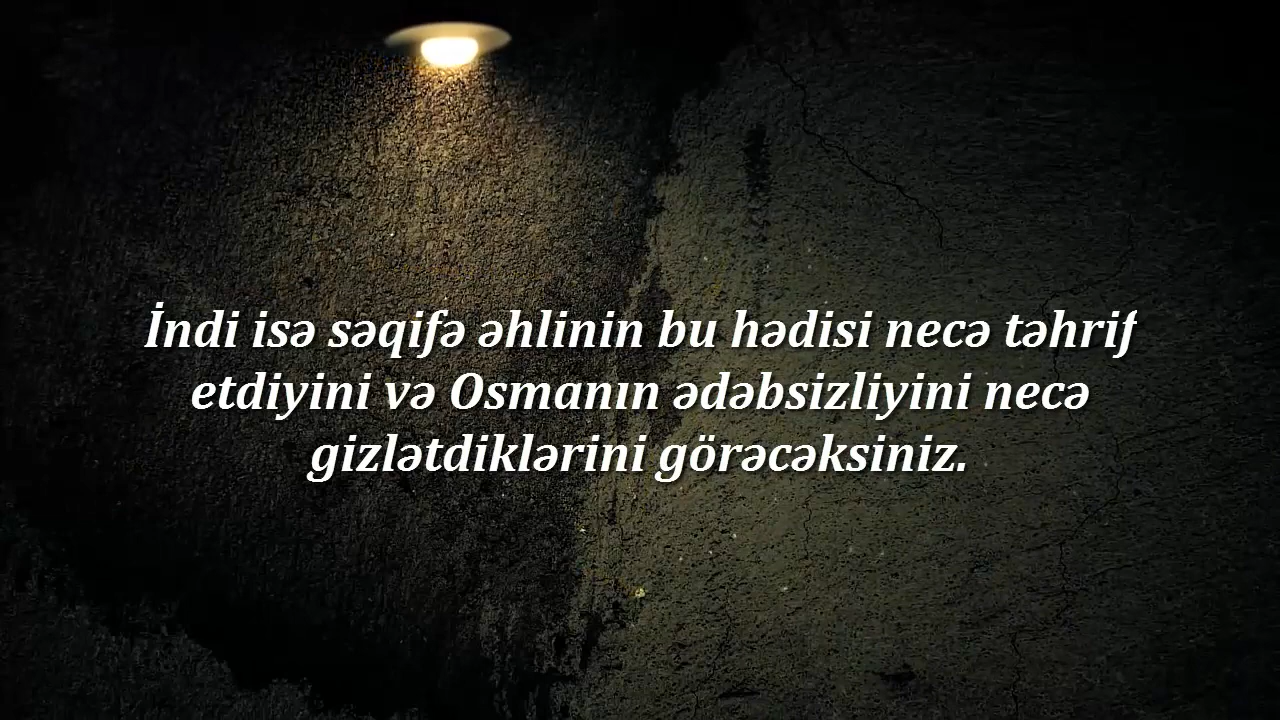 İndi isə səqifə əhlinin bu hədisi necə təhrif
etdiyini və Osmanın ədəbsizliyini necə
gizlətdiklərini görəcəksiniz.